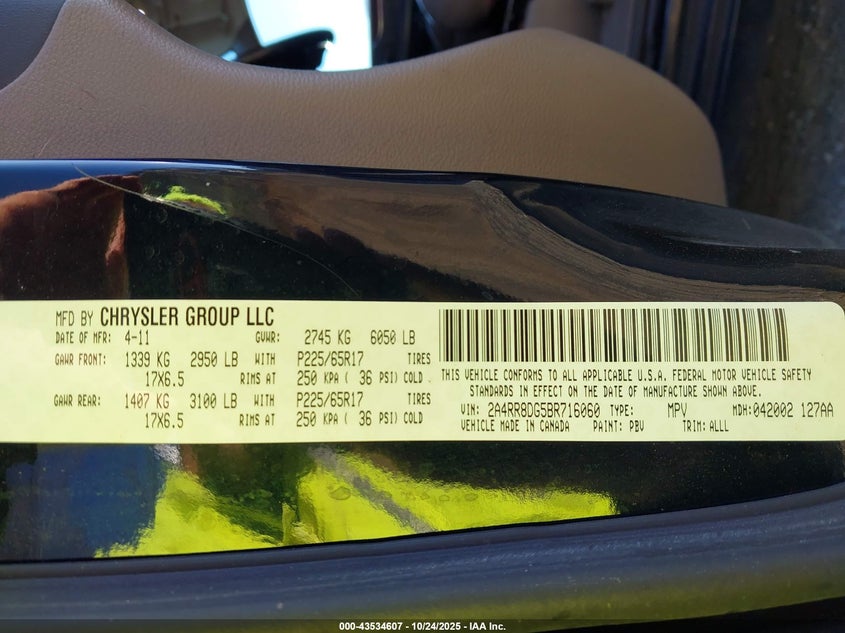 MFD BY CHRYSLER GROUP LLC
DATE OF MFR: 4-11 GVWR: 2745 KG 6050 LB
GAWR FRONT: 1339 KG 2950 LB WITH P225/65R17 TIRES
17X6.5 RIMS AT 250 KPA ( 36 PSI) COLD
GAWR REAR: 1407 KG 3100 LB WITH P225/65R17 TIRES
17X6.5 RIMS AT 250 KPA ( 36 PSI) COLD
THIS VEHICLE CONFORMS TO ALL APPLICABLE U.S.A. FEDERAL MOTOR VEHICLE SAFETY
STANDARDS IN EFFECT ON THE DATE OF MANUFACTURE SHOWN ABOVE.
VIN: 2A4RR8DG5BR716060 TYPE: MPV MDH: 042002 127AA
VEHICLE MADE IN CANADA PAINT: PBV TRIM: ALLL
000-43534607 - 10/24/2025 - IAA Inc.